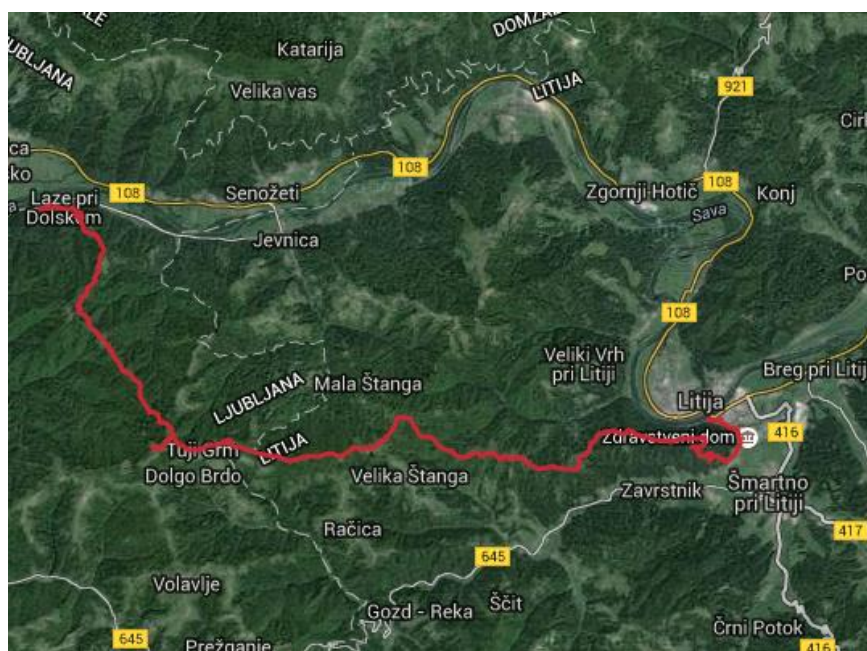 DOMŽALE
Katarija
LJUBLJANA
Velika vas
LITIJA
921
108
Senožeti
108
Zgornji Hotič
108
Konj
Laze pri
Dolskem
Sava
Jevnica
108
Veliki Vrh
pri Litiji
Breg pri Litiji
Mala Štanga
LJUBLJANA
Litija
Zdravstveni dom
416
Tuji Grm
LITIJA
Dolgo Brdo
Velika Štanga
Zavrstnik
Šmartno
pri Litiji
Račica
645
417
Volavlje
Gozd - Reka
Ščit
645
Prežganje
Črni Potok
416